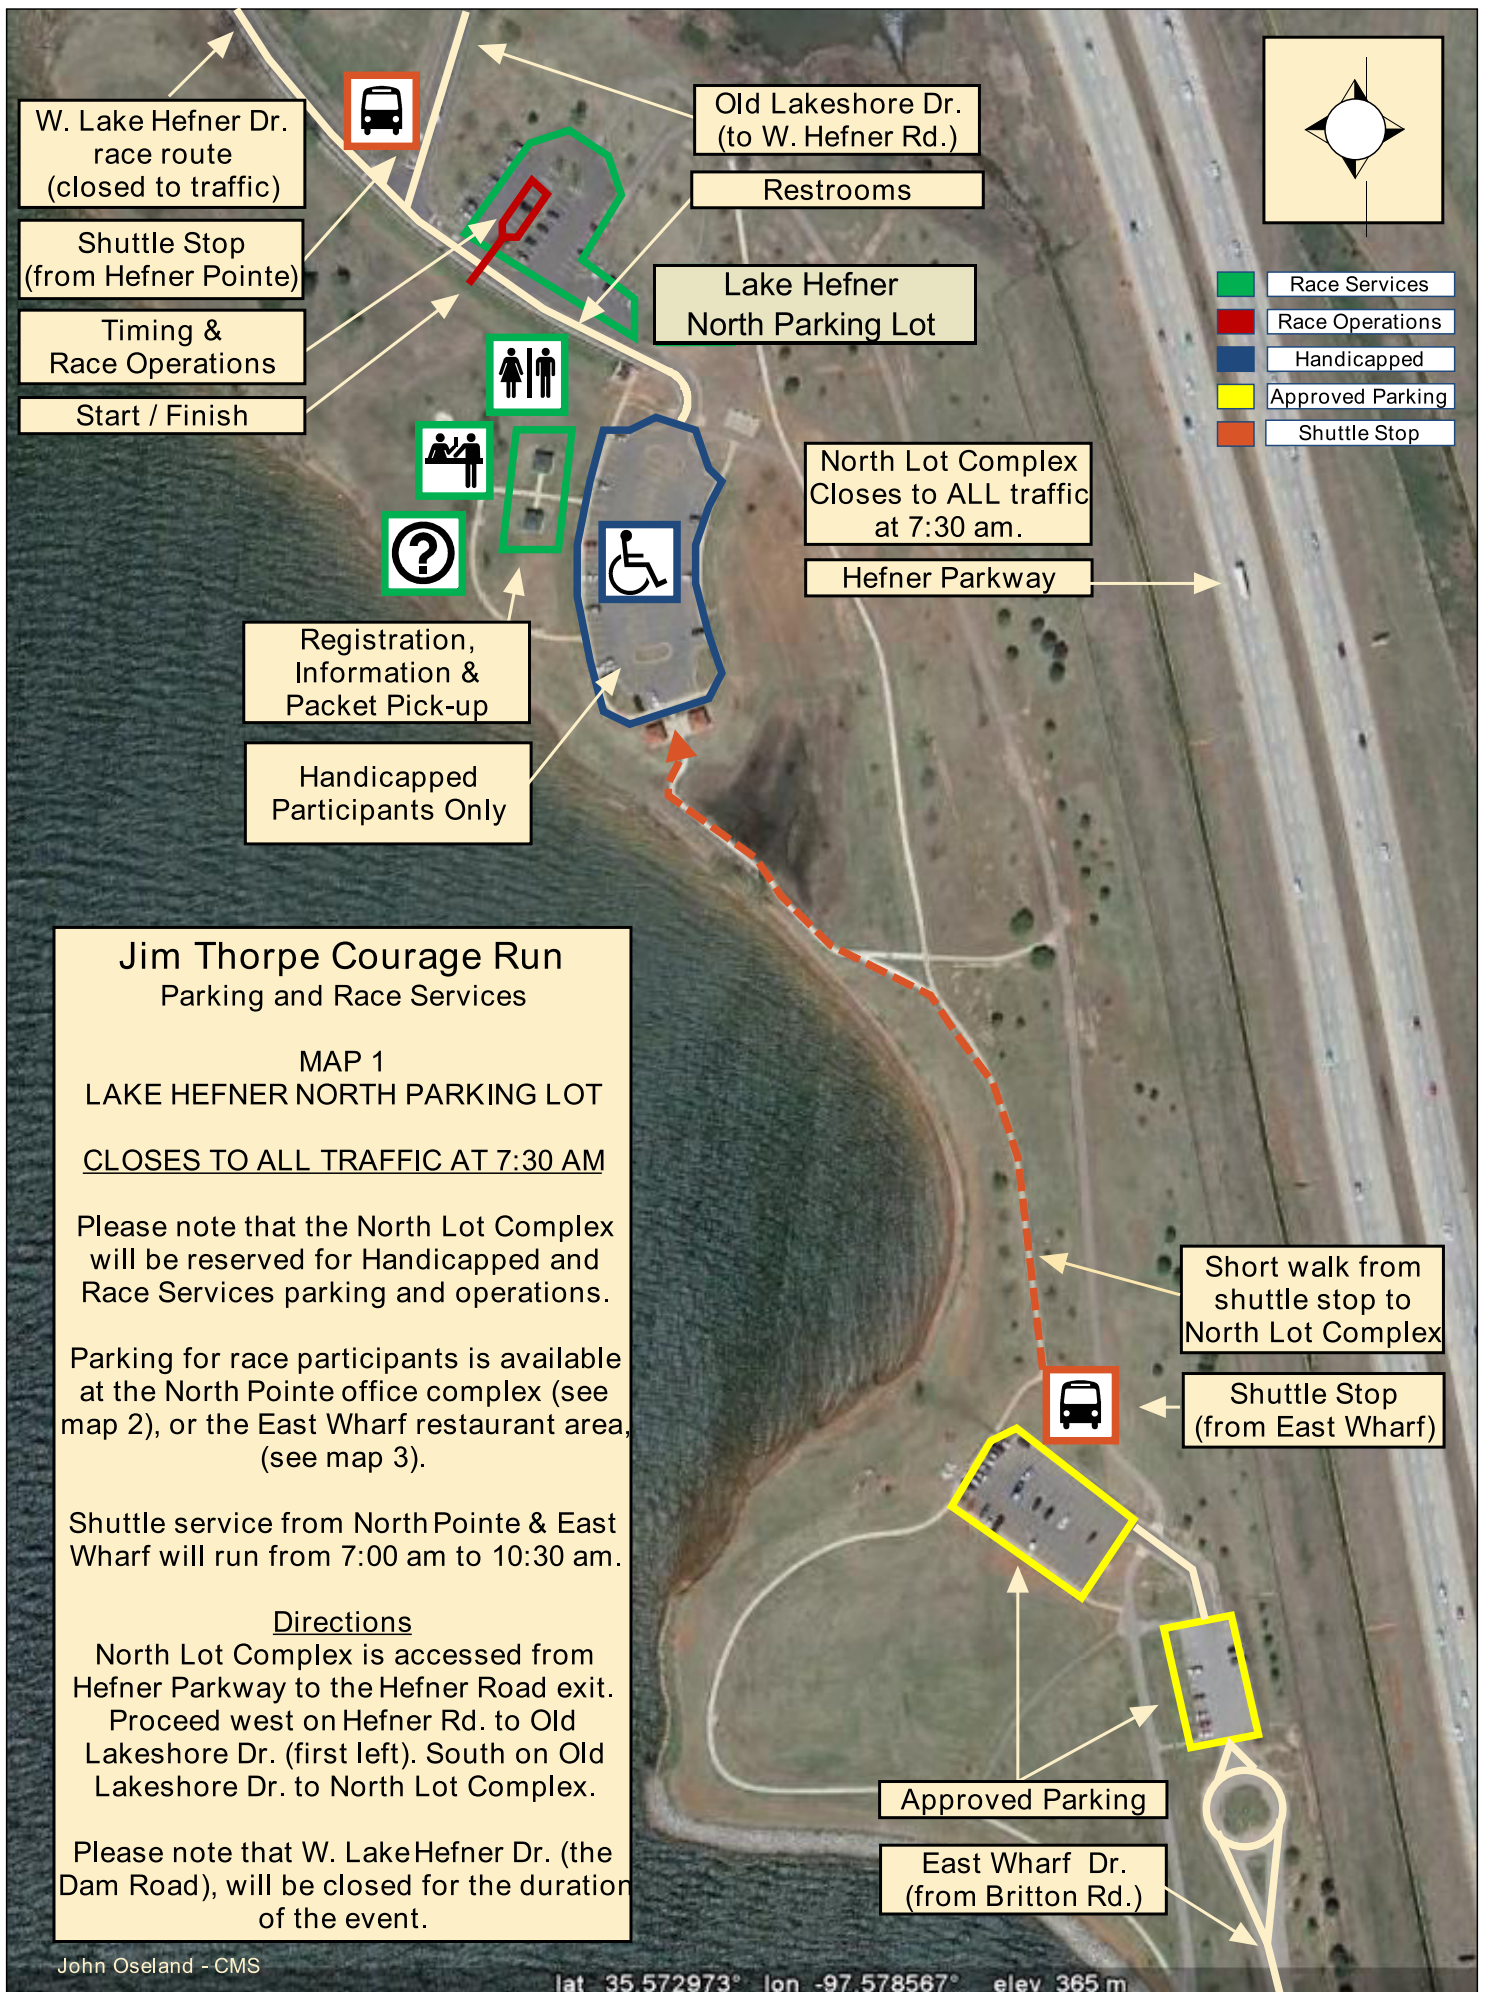 W. Lake Hefner Dr.
race route
(closed to traffic)
Shuttle Stop
(from Hefner Pointe)
Timing &
Race Operations
Start / Finish
Old Lakeshore Dr.
(to W. Hefner Rd.)
Restrooms
Lake Hefner
North Parking Lot
Race Services
Race Operations
Handicapped
Approved Parking
Shuttle Stop
North Lot Complex
Closes to ALL traffic
at 7:30 am.
Hefner Parkway
?
Registration,
Information &
Packet Pick-up
Handicapped
Participants Only
Jim Thorpe Courage Run
Parking and Race Services
MAP 1
LAKE HEFNER NORTH PARKING LOT
CLOSES TO ALL TRAFFIC AT 7:30 AM
Please note that the North Lot Complex
will be reserved for Handicapped and
Race Services parking and operations.
Parking for race participants is available
at the North Pointe office complex (see
map 2), or the East Wharf restaurant area,
(see map 3).
Shuttle service from North Pointe & East
Wharf will run from 7:00 am to 10:30 am.
Directions
North Lot Complex is accessed from
Hefner Parkway to the Hefner Road exit.
Proceed west on Hefner Rd. to Old
Lakeshore Dr. (first left). South on Old
Lakeshore Dr. to North Lot Complex.
Please note that W. Lake Hefner Dr. (the
Dam Road), will be closed for the duration
of the event.
Short walk from
shuttle stop to
North Lot Complex
Shuttle Stop
(from East Wharf)
Approved Parking
East Wharf Dr.
(from Britton Rd.)
John Oseland - CMS
lat 35.572973° lon -97.578567° elev 365 m